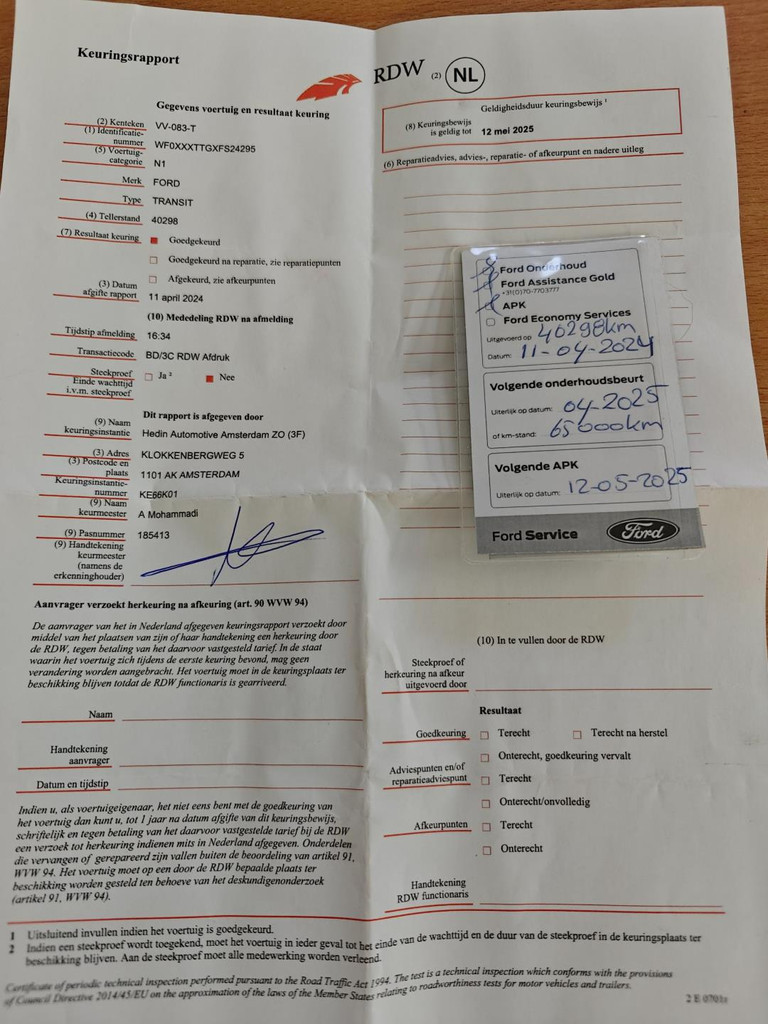 Keuringsrapport
RDW (2) NL
Gegevens voertuig en resultaat keuring
(2) Kenteken VV-083-T
(1) Identificatie-
nummer WF0XXXTTGXFS24295
(5) Voertuig-
categorie N1
Merk FORD
Type TRANSIT
(4) Tellerstand 40298
(7) Resultaat keuring Goedgekeurd
Goedgekeurd na reparatie, zie reparatiepunten
Afgekeurd, zie afkeurpunten
(3) Datum
afgifte rapport 11 april 2024
(10) Mededeling RDW na afmelding
Tijdstip afmelding 16:34
Transactiecode BD/3C RDW Afdruk
Steekproef Ja ² Nee
Einde wachttijd
i.v.m. steekproef
Dit rapport is afgegeven door
(9) Naam
keuringsinstantie Hedin Automotive Amsterdam ZO (3F)
(3) Adres KLOKKENBERGWEG 5
(3) Postcode en
plaats 1101 AK AMSTERDAM
Keuringsinstantie-
nummer KE66K01
(9) Naam
keurmeester A Mohammadi
(9) Pasnummer 185413
(9) Handtekening
keurmeester
(namens de
erkenninghouder)
Aanvrager verzoekt herkeuring na afkeuring (art. 90 WVW 94)
De aanvrager van het in Nederland afgegeven keuringsrapport verzoekt door
middel van het plaatsen van zijn of haar handtekening een herkeuring door
de RDW, tegen betaling van het daarvoor vastgesteld tarief. In de staat
waarin het voertuig zich tijdens de eerste keuring bevond, mag geen
verandering worden aangebracht. Het voertuig moet in de keuringsplaats ter
beschikking blijven totdat de RDW functionaris is gearriveerd.
Naam
Handtekening
aanvrager
Datum en tijdstip
Indien u, als voertuigeigenaar, het niet eens bent met de goedkeuring van
het voertuig dan kunt u, tot 1 jaar na datum afgifte van dit keuringsbewijs,
schriftelijk en tegen betaling van het daarvoor vastgestelde tarief bij de RDW
een verzoek tot herkeuring indienen mits in Nederland afgegeven. Onderdelen
die vervangen of gerepareerd zijn vallen buiten de beoordeling van artikel 91,
WVW 94. Het voertuig moet op een door de RDW bepaalde plaats ter
beschikking worden gesteld ten behoeve van het deskundigenonderzoek
(artikel 91, WVW 94).
Geldigheidsduur keuringsbewijs ¹
(8) Keuringsbewijs
is geldig tot 12 mei 2025
(6) Reparatieadvies, advies-, reparatie- of afkeurpunt en nadere uitleg
Ford Onderhoud
Ford Assistance Gold
+31(0)70-7703777
APK
Ford Economy Services
Uitgevoerd op 40298km
Datum: 11-04-2024
Volgende onderhoudsbeurt
Uiterlijk op datum: 04-2025
of km-stand: 65000km
Volgende APK
Uiterlijk op datum: 12-05-2025
Ford Service Ford
(10) In te vullen door de RDW
Steekproef of
herkeuring na afkeur
uitgevoerd door
Resultaat
Goedkeuring Terecht Terecht na herstel
Onterecht, goedkeuring vervalt
Adviespunten en/of
reparatieadviespunt Terecht
Onterecht/onvolledig
Afkeurpunten Terecht
Onterecht
Handtekening
RDW functionaris
1 Uitsluitend invullen indien het voertuig is goedgekeurd.
2 Indien een steekproef wordt toegekend, moet het voertuig in ieder geval tot het einde van de wachttijd en de duur van de steekproef in de keuringsplaats ter
beschikking blijven. Aan de steekproef moet alle medewerking worden verleend.
Certificate of periodic technical inspection performed pursuant to the Road Traffic Act 1994. The test is a technical inspection which conforms with the provisions
of Council Directive 2014/45/EU on the approximation of the laws of the Member States relating to roadworthiness tests for motor vehicles and trailers.